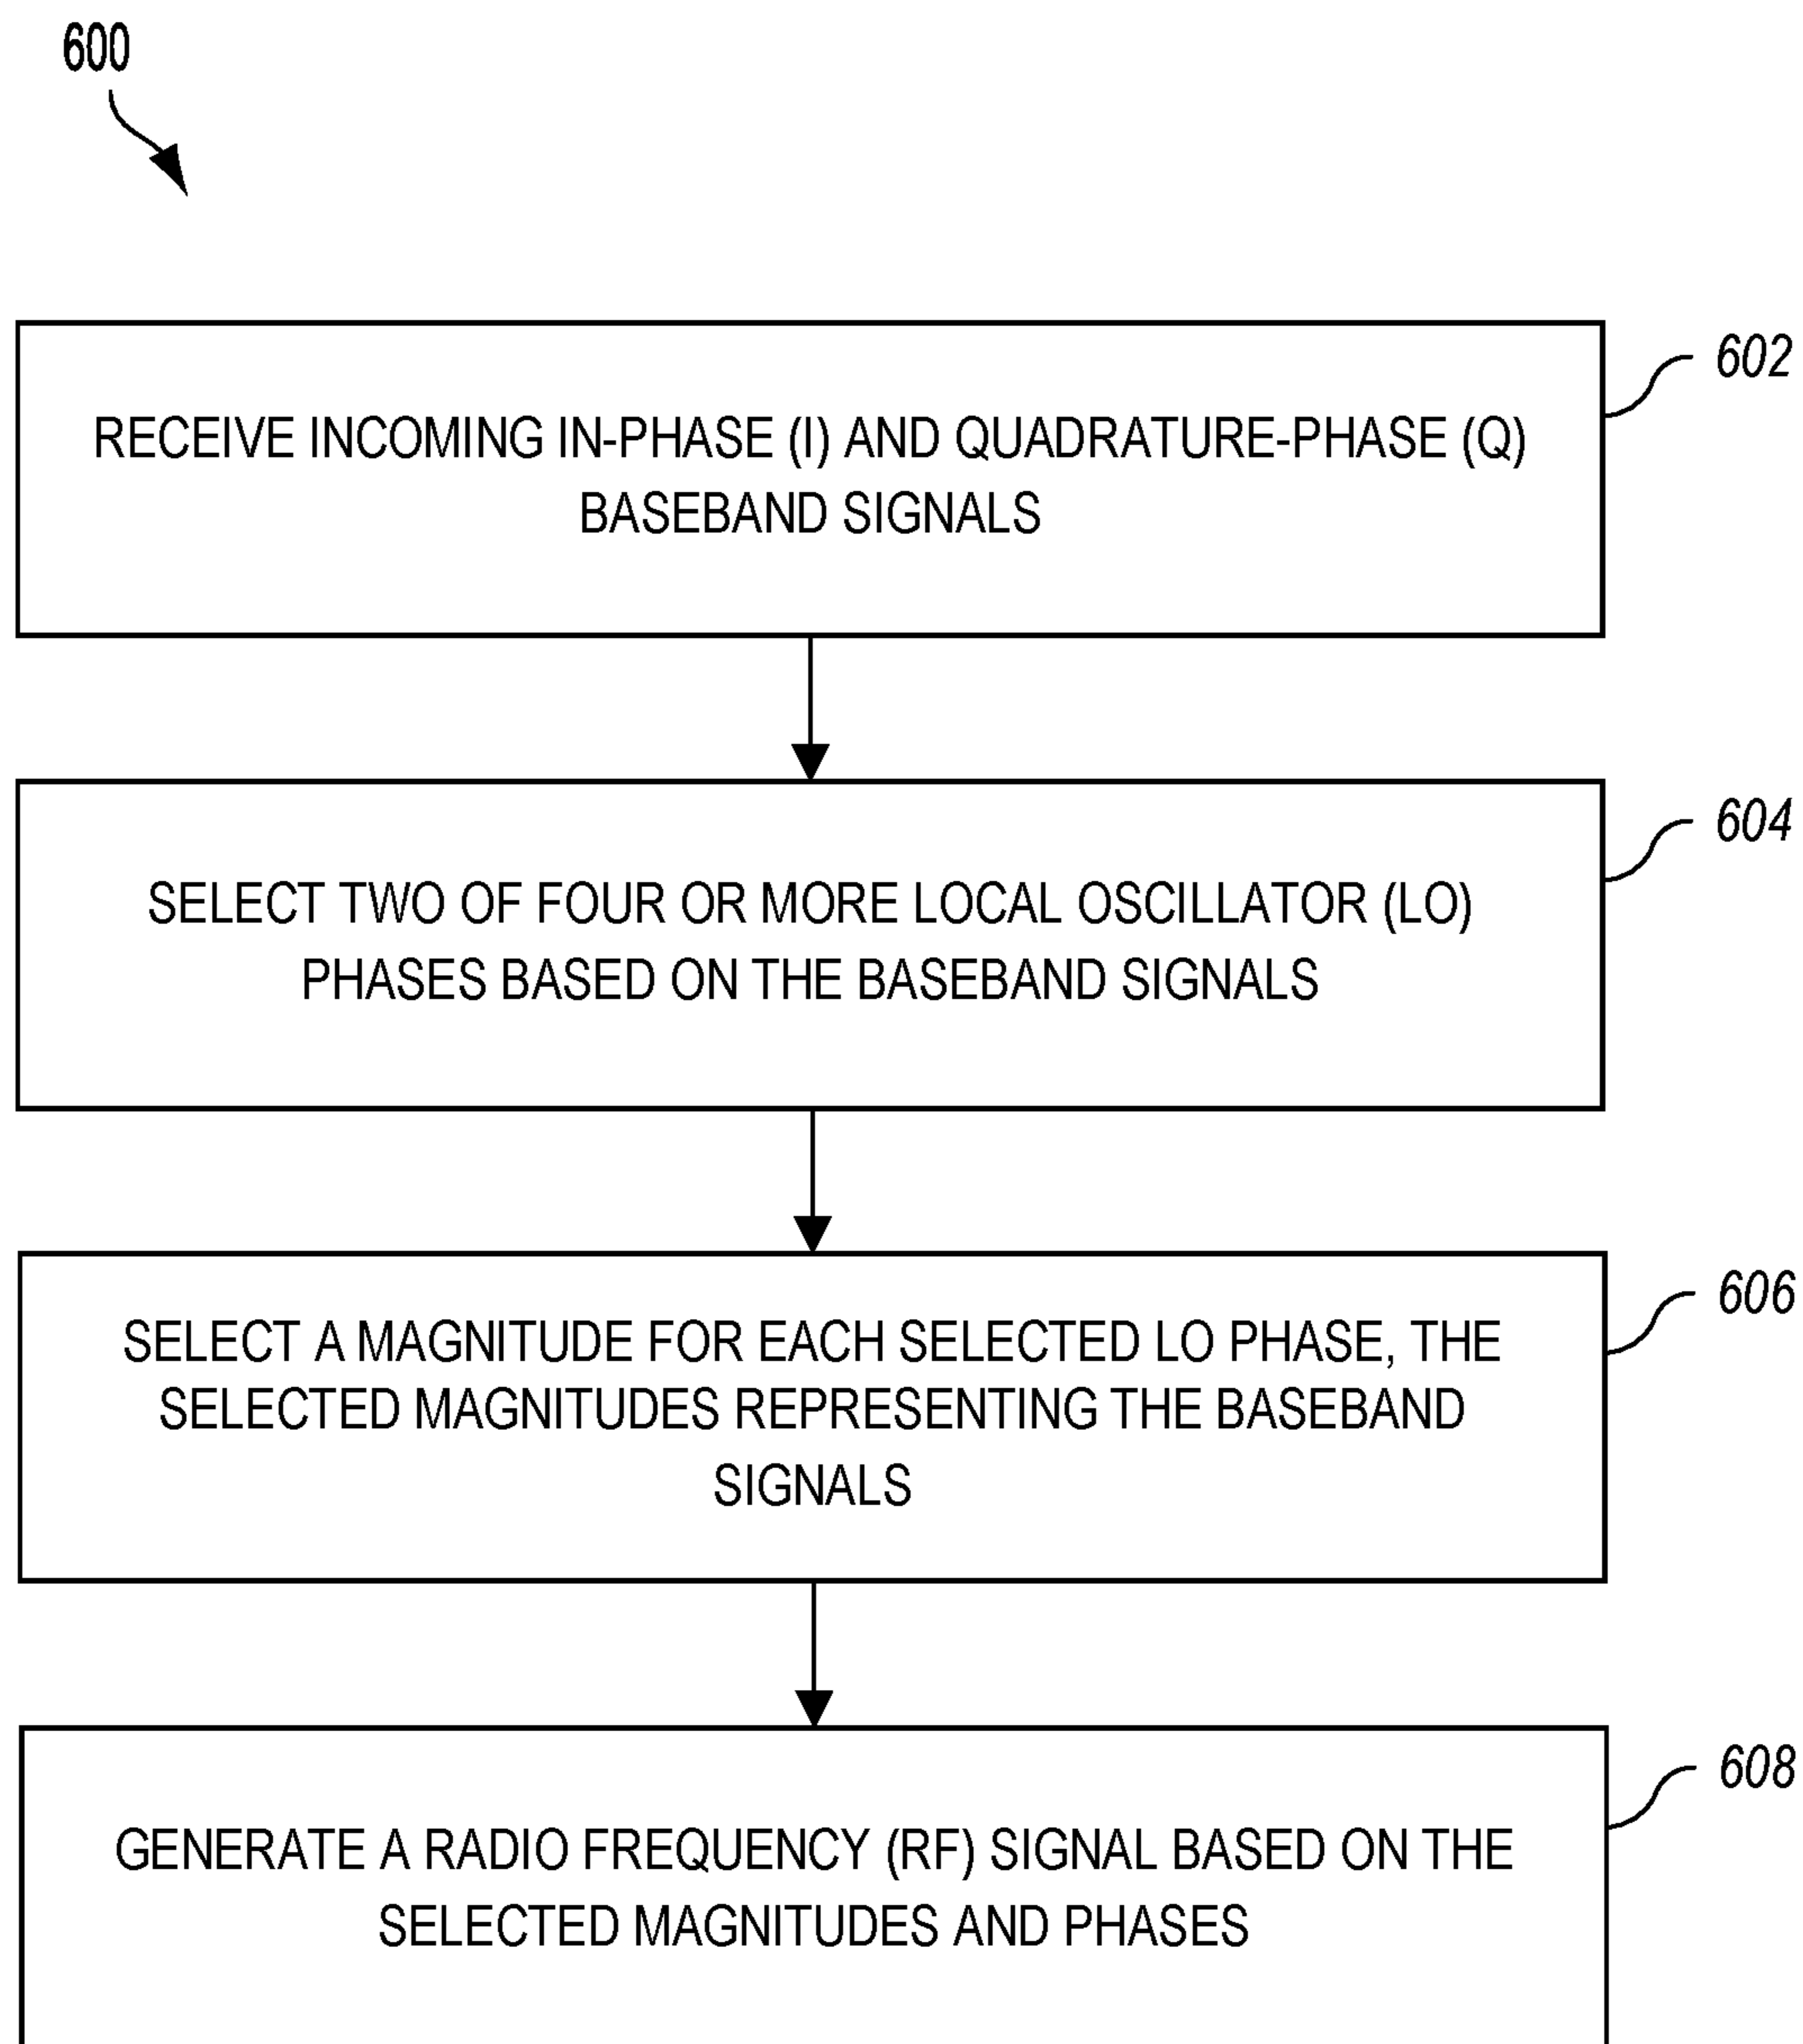 600
602
RECEIVE INCOMING IN-PHASE (I) AND QUADRATURE-PHASE (Q)
BASEBAND SIGNALS
604
SELECT TWO OF FOUR OR MORE LOCAL OSCILLATOR (LO)
PHASES BASED ON THE BASEBAND SIGNALS
606
SELECT A MAGNITUDE FOR EACH SELECTED LO PHASE, THE
SELECTED MAGNITUDES REPRESENTING THE BASEBAND
SIGNALS
608
GENERATE A RADIO FREQUENCY (RF) SIGNAL BASED ON THE
SELECTED MAGNITUDES AND PHASES